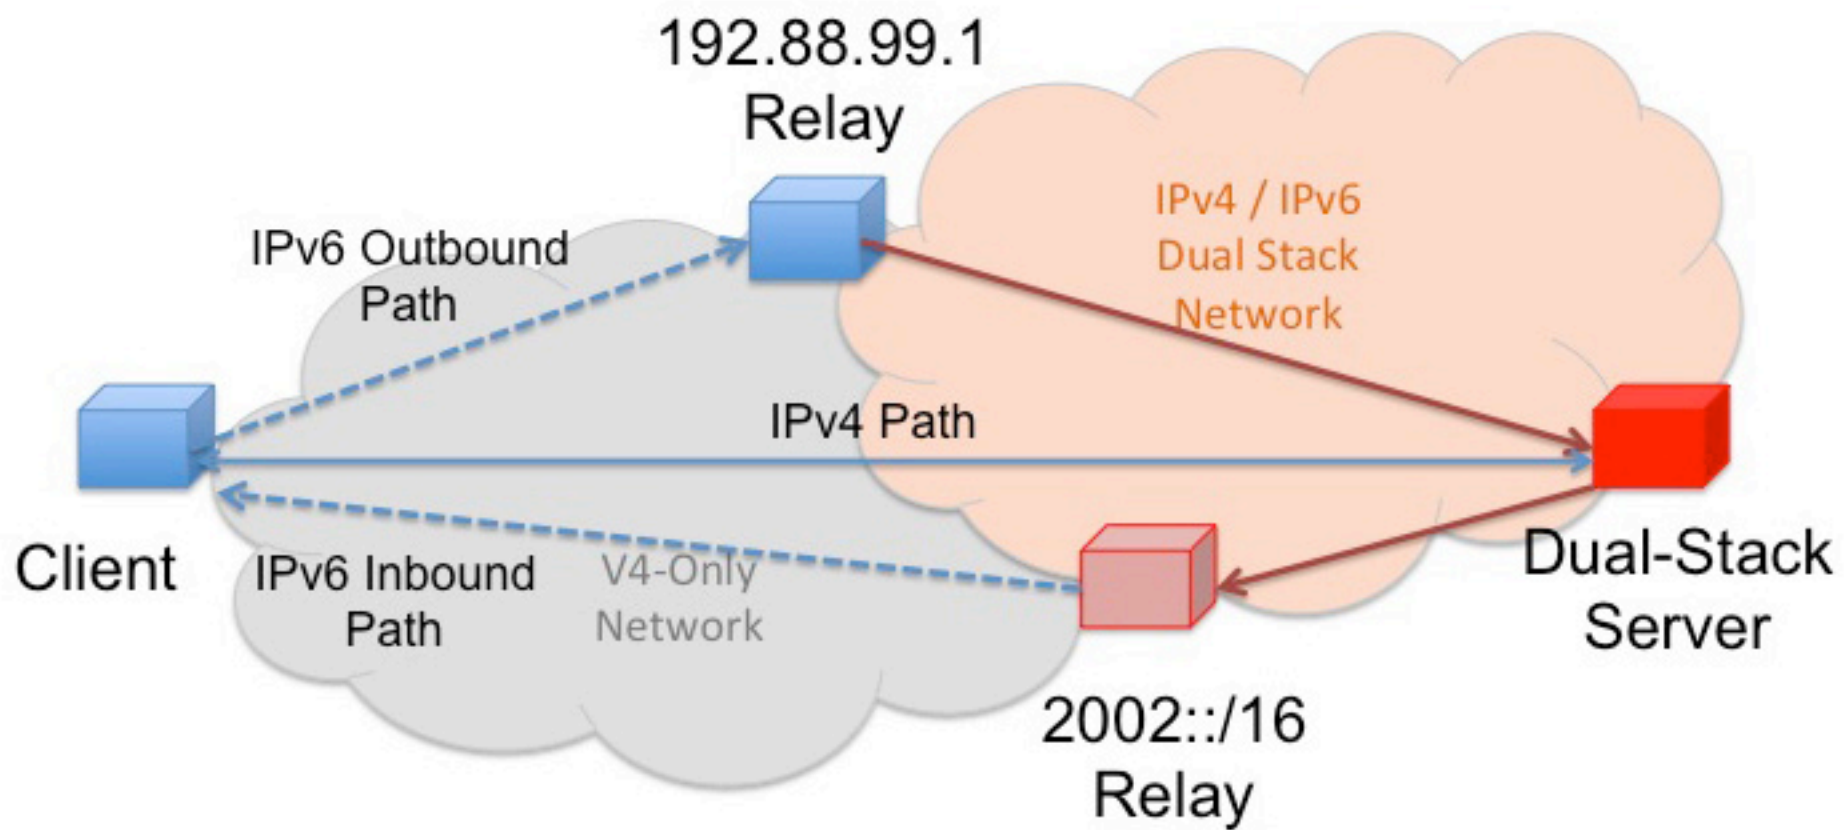 192.88.99.1
Relay
IPv4 / IPv6
Dual Stack
Network
IPv6 Outbound
Path
IPv4 Path
Client
IPv6 Inbound
Path
V4-Only
Network
Dual-Stack
Server
2002::/16
Relay